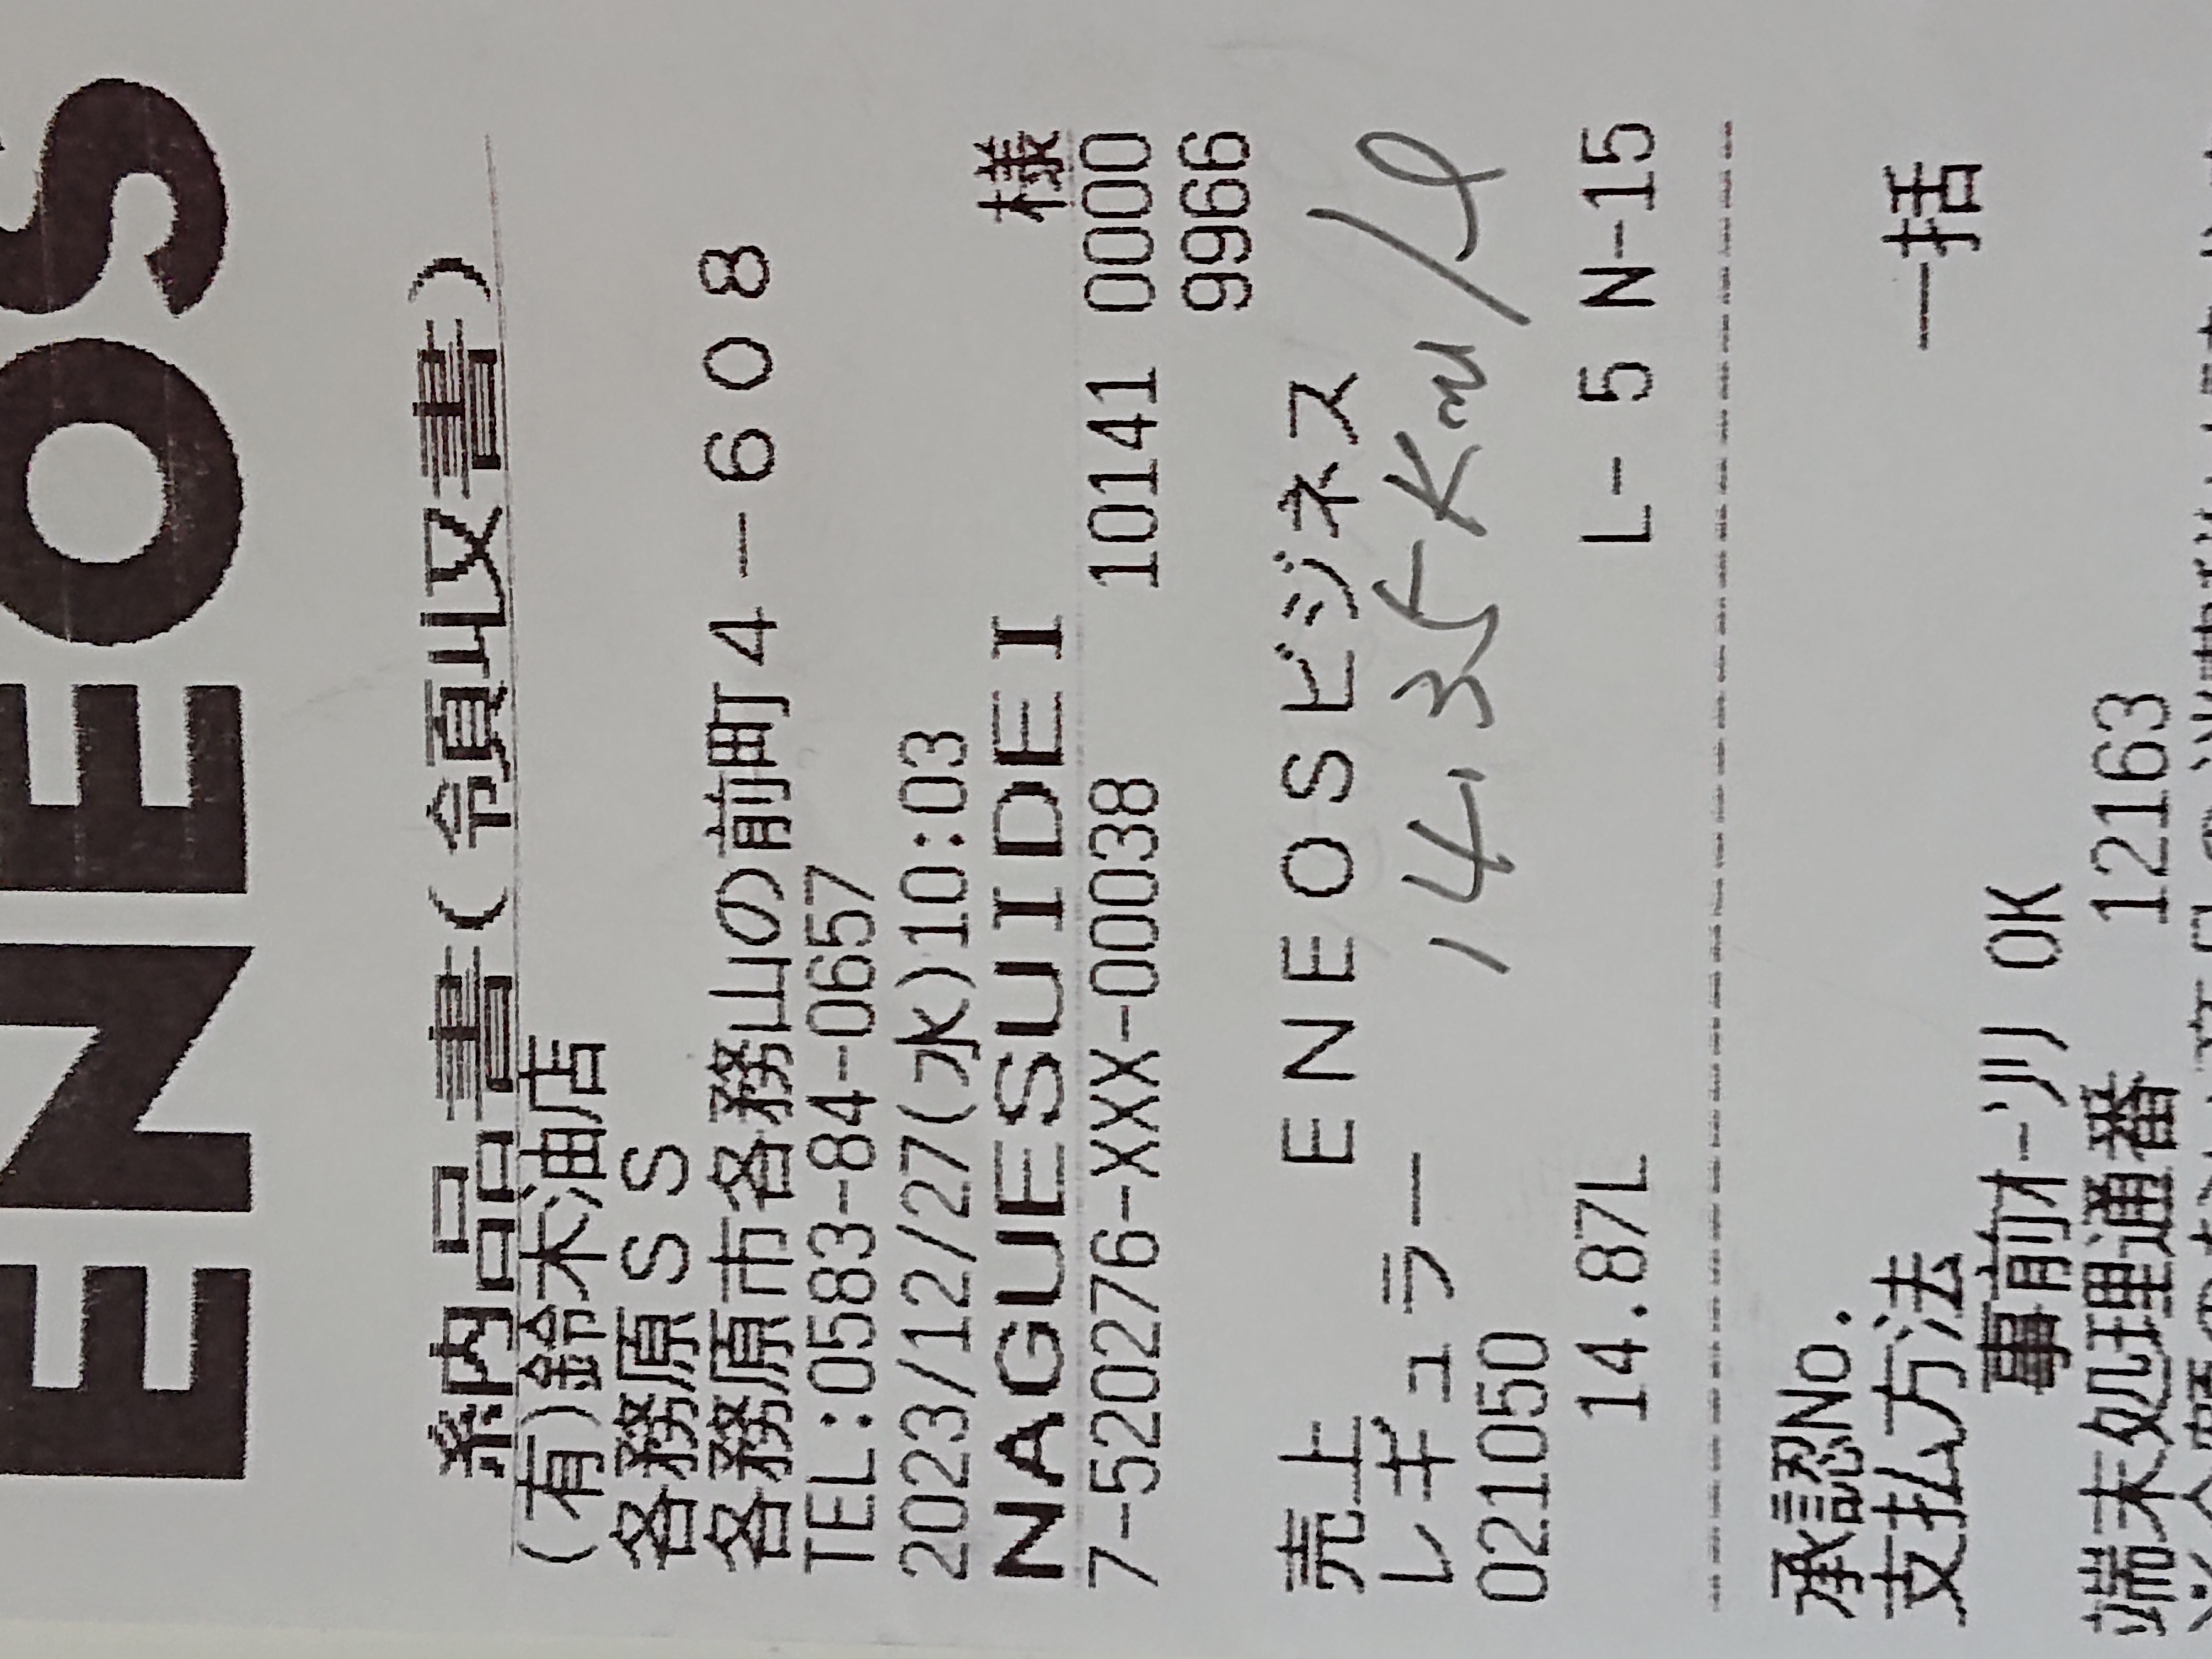 ENEOS
納品書(領収書)
(有)鈴木油店
各務原SS
各務原市各務山の前町4-608
TEL:0583-84-0657
2023/12/27(水)10:03
NAGUESUIDEI 様
7-520276-XXX-00038 10141 0000
9966
売上 ENEOSビジネス
レギュラー 14.35Km/ℓ
021050
14.87L L- 5 N-15
承認No.
支払方法 一括
事前オーソリ OK
端末処理通番 12163